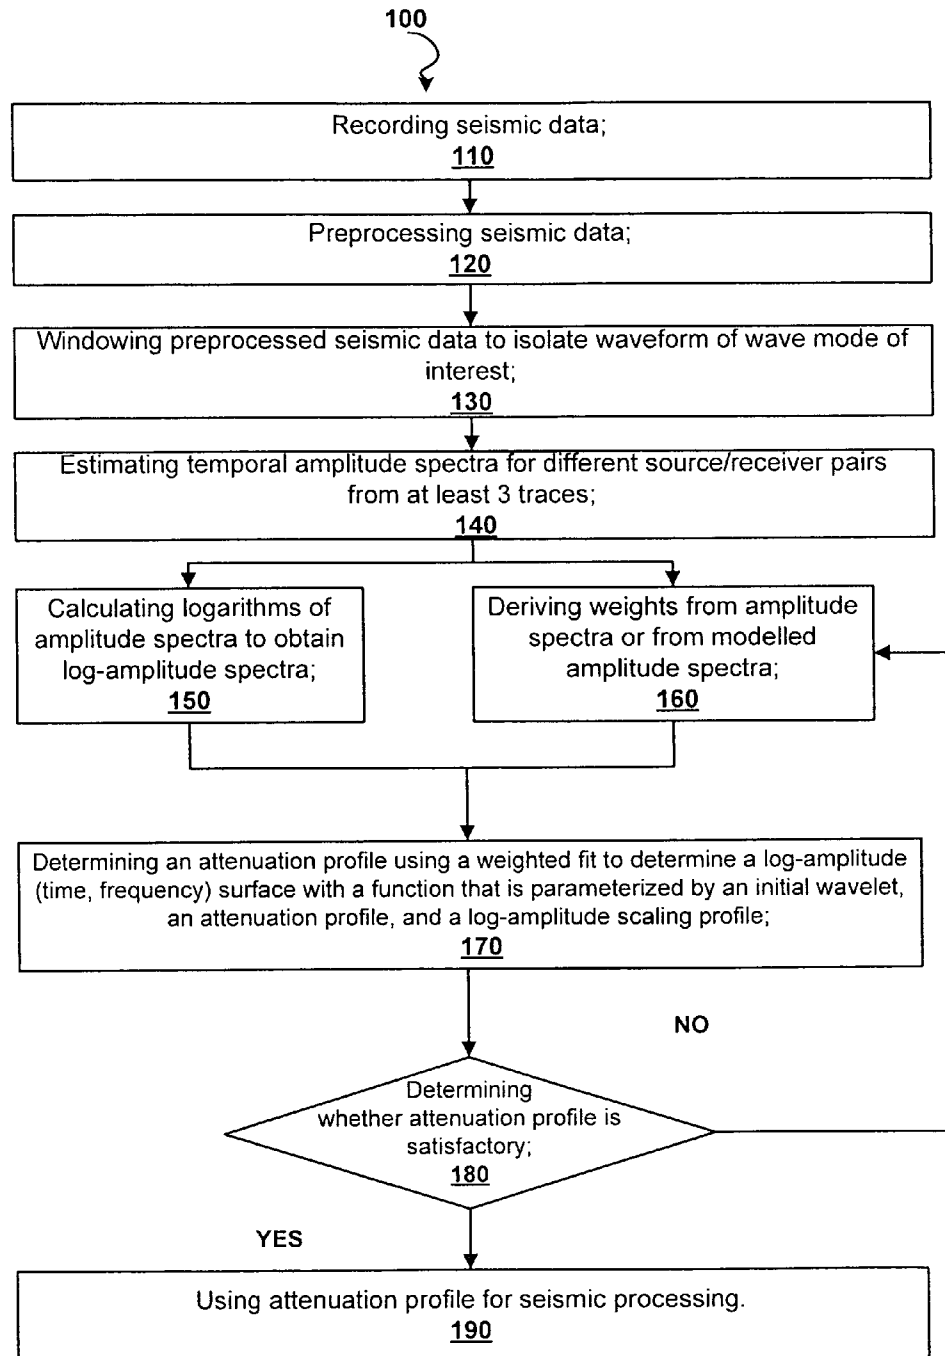 100
Recording seismic data;
110
Preprocessing seismic data;
120
Windowing preprocessed seismic data to isolate waveform of wave mode of
interest;
130
Estimating temporal amplitude spectra for different source/receiver pairs
from at least 3 traces;
140
Calculating logarithms of
amplitude spectra to obtain
log-amplitude spectra;
150
Deriving weights from amplitude
spectra or from modelled
amplitude spectra;
160
Determining an attenuation profile using a weighted fit to determine a log-amplitude
(time, frequency) surface with a function that is parameterized by an initial wavelet,
an attenuation profile, and a log-amplitude scaling profile;
170
NO
Determining
whether attenuation profile is
satisfactory;
180
YES
Using attenuation profile for seismic processing.
190